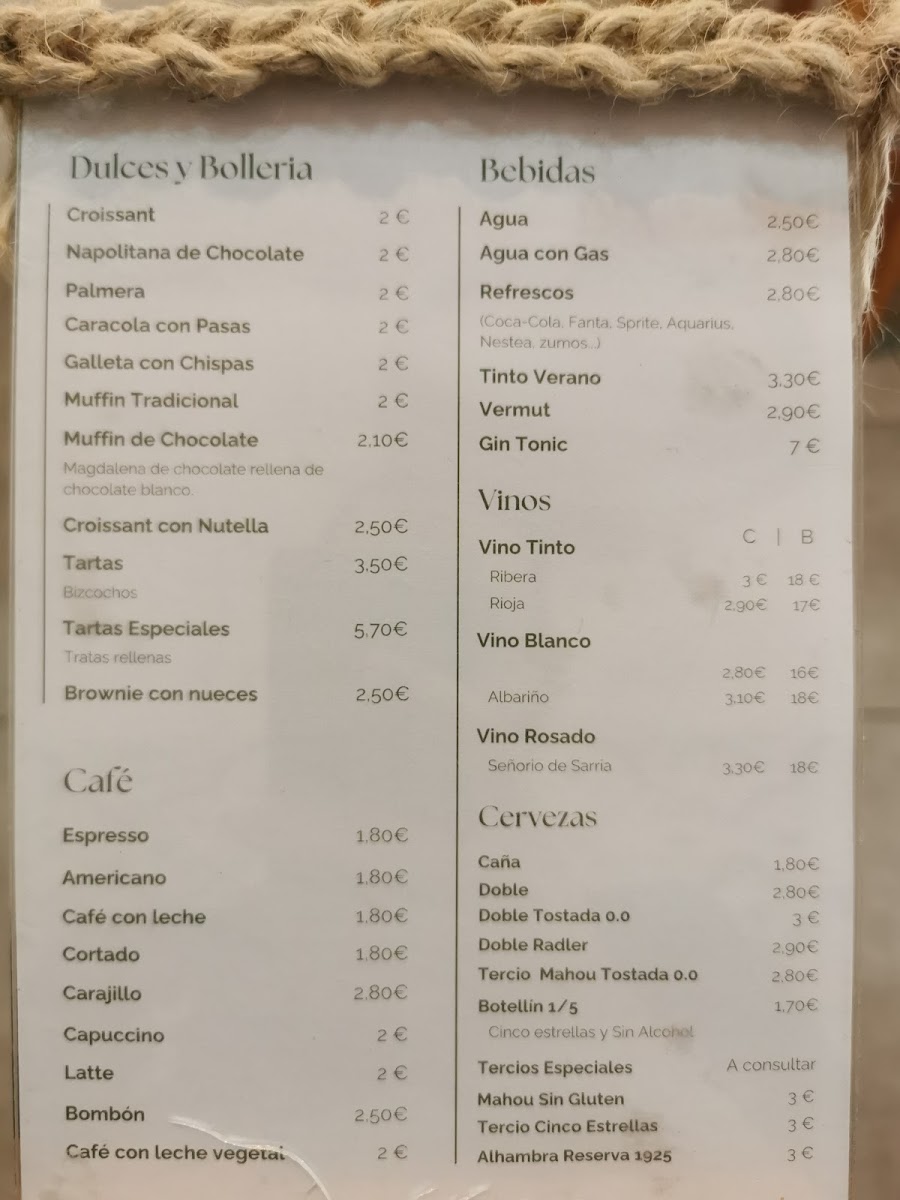 Dulces y Bolleria
Croissant 2 €
Napolitana de Chocolate 2 €
Palmera 2 €
Caracola con Pasas 2 €
Galleta con Chispas 2 €
Muffin Tradicional 2 €
Muffin de Chocolate 2,10€
Magdalena de chocolate rellena de
chocolate blanco.
Croissant con Nutella 2,50€
Tartas 3,50€
Bizcochos
Tartas Especiales 5,70€
Tratas rellenas
Brownie con nueces 2,50€
Café
Espresso 1,80€
Americano 1,80€
Café con leche 1,80€
Cortado 1,80€
Carajillo 2,80€
Capuccino 2 €
Latte 2 €
Bombón 2,50€
Café con leche vegetal 2 €
Bebidas
Agua 2,50€
Agua con Gas 2,80€
Refrescos 2,80€
(Coca-Cola, Fanta, Sprite, Aquarius,
Nestea, zumos...)
Tinto Verano 3,30€
Vermut 2,90€
Gin Tonic 7 €
Vinos
C | B
Vino Tinto
Ribera 3 € 18 €
Rioja 2,90€ 17€
Vino Blanco
2,80€ 16€
Albariño 3,10€ 18€
Vino Rosado
Señorio de Sarria 3,30€ 18€
Cervezas
Caña 1,80€
Doble 2,80€
Doble Tostada 0.0 3 €
Doble Radler 2,90€
Tercio Mahou Tostada 0.0 2,80€
Botellín 1/5 1,70€
Cinco estrellas y Sin Alcohol
Tercios Especiales A consultar
Mahou Sin Gluten 3 €
Tercio Cinco Estrellas 3 €
Alhambra Reserva 1925 3 €